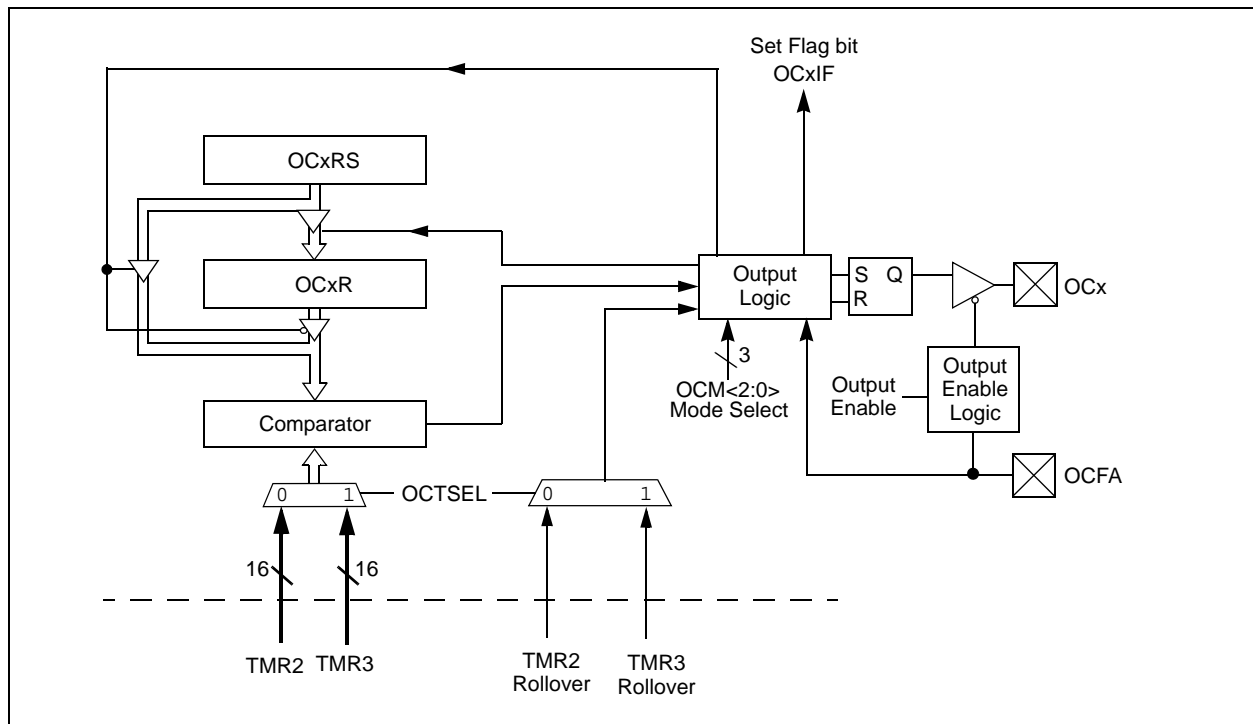 Set Flag bit
OCxIF
OCxRS
OCxR
Output
Logic
S Q
R
OCx
3
OCM<2:0>
Mode Select
Output
Enable
Output
Enable
Logic
Comparator
OCFA
0 1
OCTSEL
0 1
16
16
TMR2
TMR3
TMR2
Rollover
TMR3
Rollover